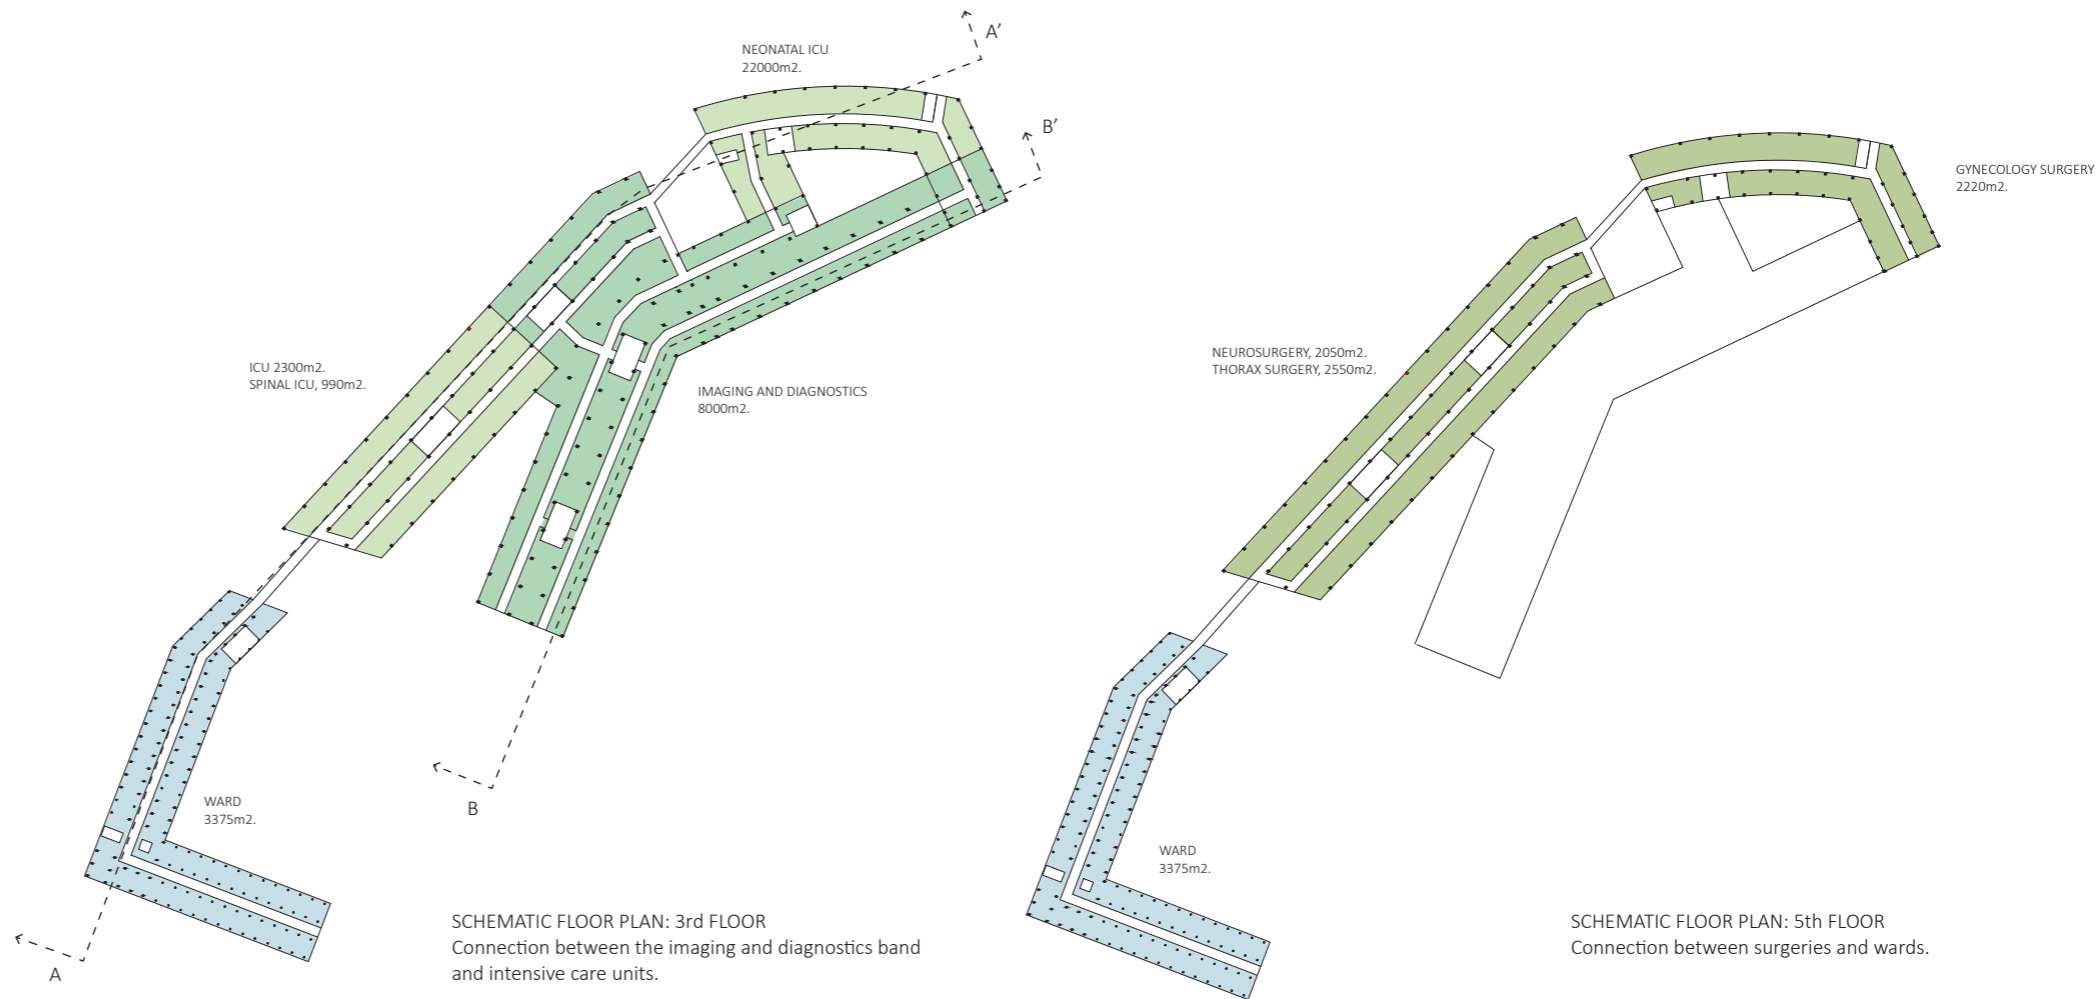 A’
NEONATAL ICU
22000m2.
B’
GYNECOLOGY SURGERY
2220m2.
NEUROSURGERY, 2050m2.
THORAX SURGERY, 2550m2.
ICU 2300m2.
SPINAL ICU, 990m2.
IMAGING AND DIAGNOSTICS
8000m2.
WARD
3375m2.
B
WARD
3375m2.
A
SCHEMATIC FLOOR PLAN: 3rd FLOOR
Connection between the imaging and diagnostics band
and intensive care units.
SCHEMATIC FLOOR PLAN: 5th FLOOR
Connection between surgeries and wards.